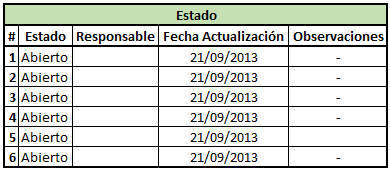 Estado
# Estado Responsable Fecha Actualización Observaciones
1 Abierto 21/09/2013 -
2 Abierto 21/09/2013 -
3 Abierto 21/09/2013 -
4 Abierto 21/09/2013 -
5 Abierto 21/09/2013
6 Abierto 21/09/2013 -